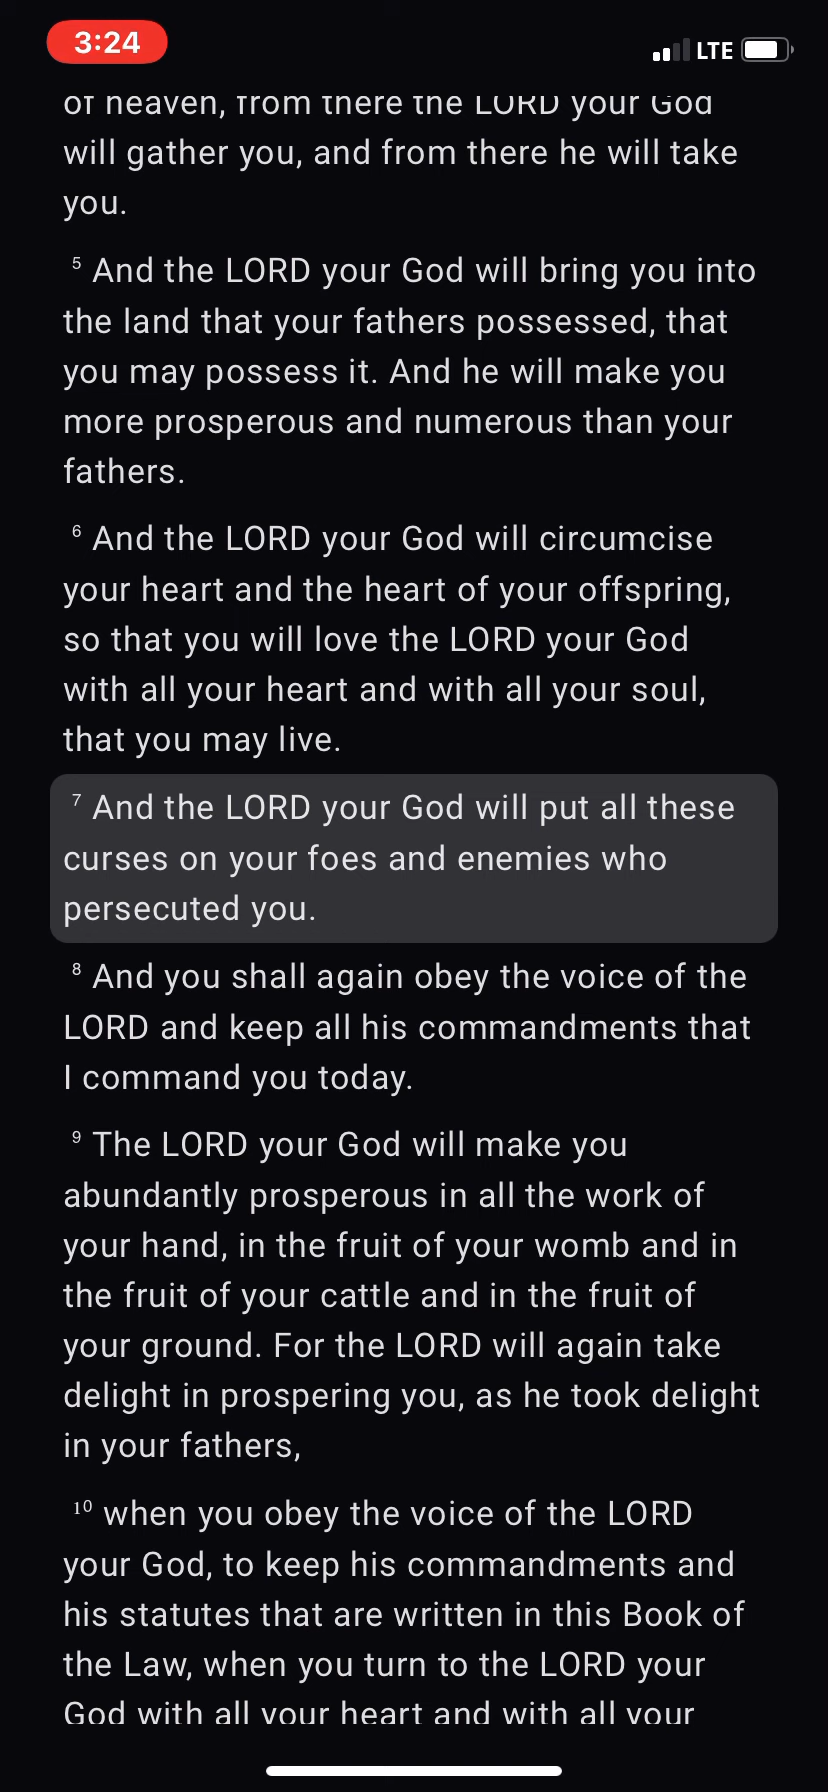 3:24
LTE
of heaven, from there the LORD your God
will gather you, and from there he will take
you.
5 And the LORD your God will bring you into
the land that your fathers possessed, that
you may possess it. And he will make you
more prosperous and numerous than your
fathers.
6 And the LORD your God will circumcise
your heart and the heart of your offspring,
so that you will love the LORD your God
with all your heart and with all your soul,
that you may live.
7 And the LORD your God will put all these
curses on your foes and enemies who
persecuted you.
8 And you shall again obey the voice of the
LORD and keep all his commandments that
I command you today.
9 The LORD your God will make you
abundantly prosperous in all the work of
your hand, in the fruit of your womb and in
the fruit of your cattle and in the fruit of
your ground. For the LORD will again take
delight in prospering you, as he took delight
in your fathers,
10 when you obey the voice of the LORD
your God, to keep his commandments and
his statutes that are written in this Book of
the Law, when you turn to the LORD your
God with all your heart and with all your